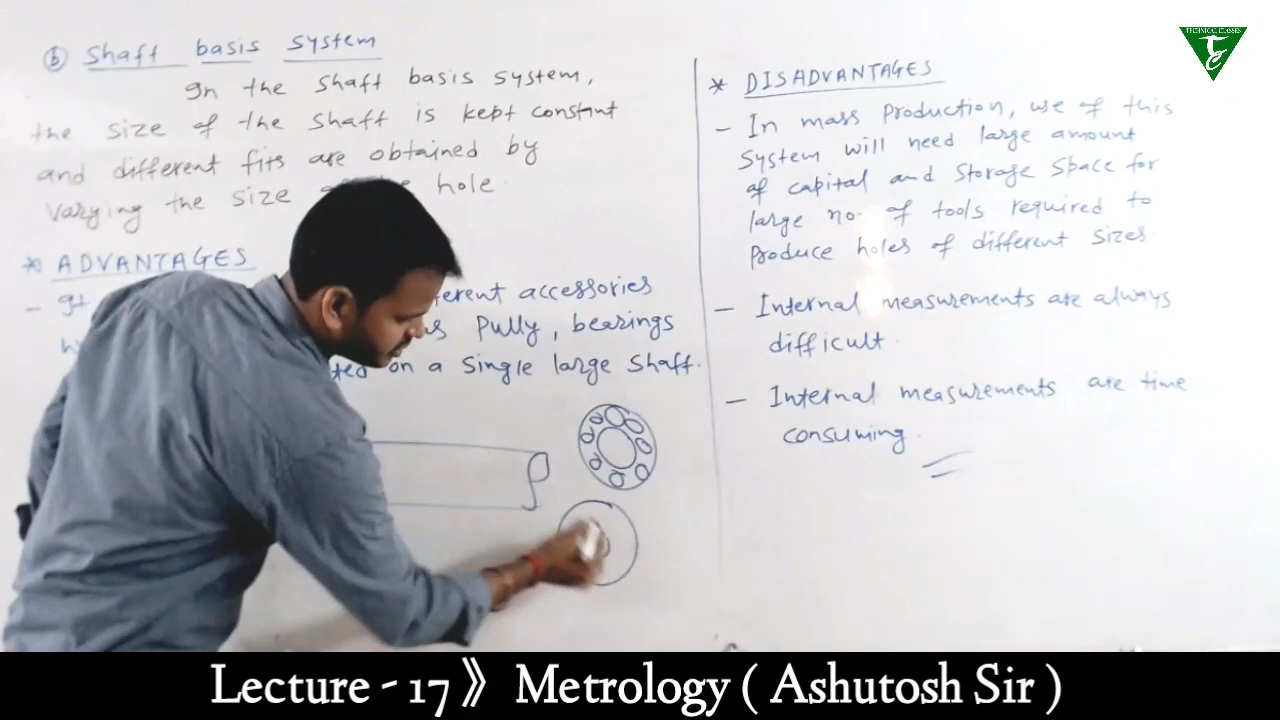 (b) Shaft basis system
In the Shaft basis system,
the size of the Shaft is kept constant
and different fits are obtained by
Varying the size hole.
* ADVANTAGES
- It accessories
Pully, bearings
on a Single large Shaft.
* DISADVANTAGES
- In mass Production, use of this
System will need large amount
of capital and Storage Space for
large no. of tools required to
Produce holes of different Sizes.
- Internal measurements are always
difficult.
- Internal measurements are time
consuming.
TECHNICAL CLASSES
Lecture - 17 》 Metrology ( Ashutosh Sir )